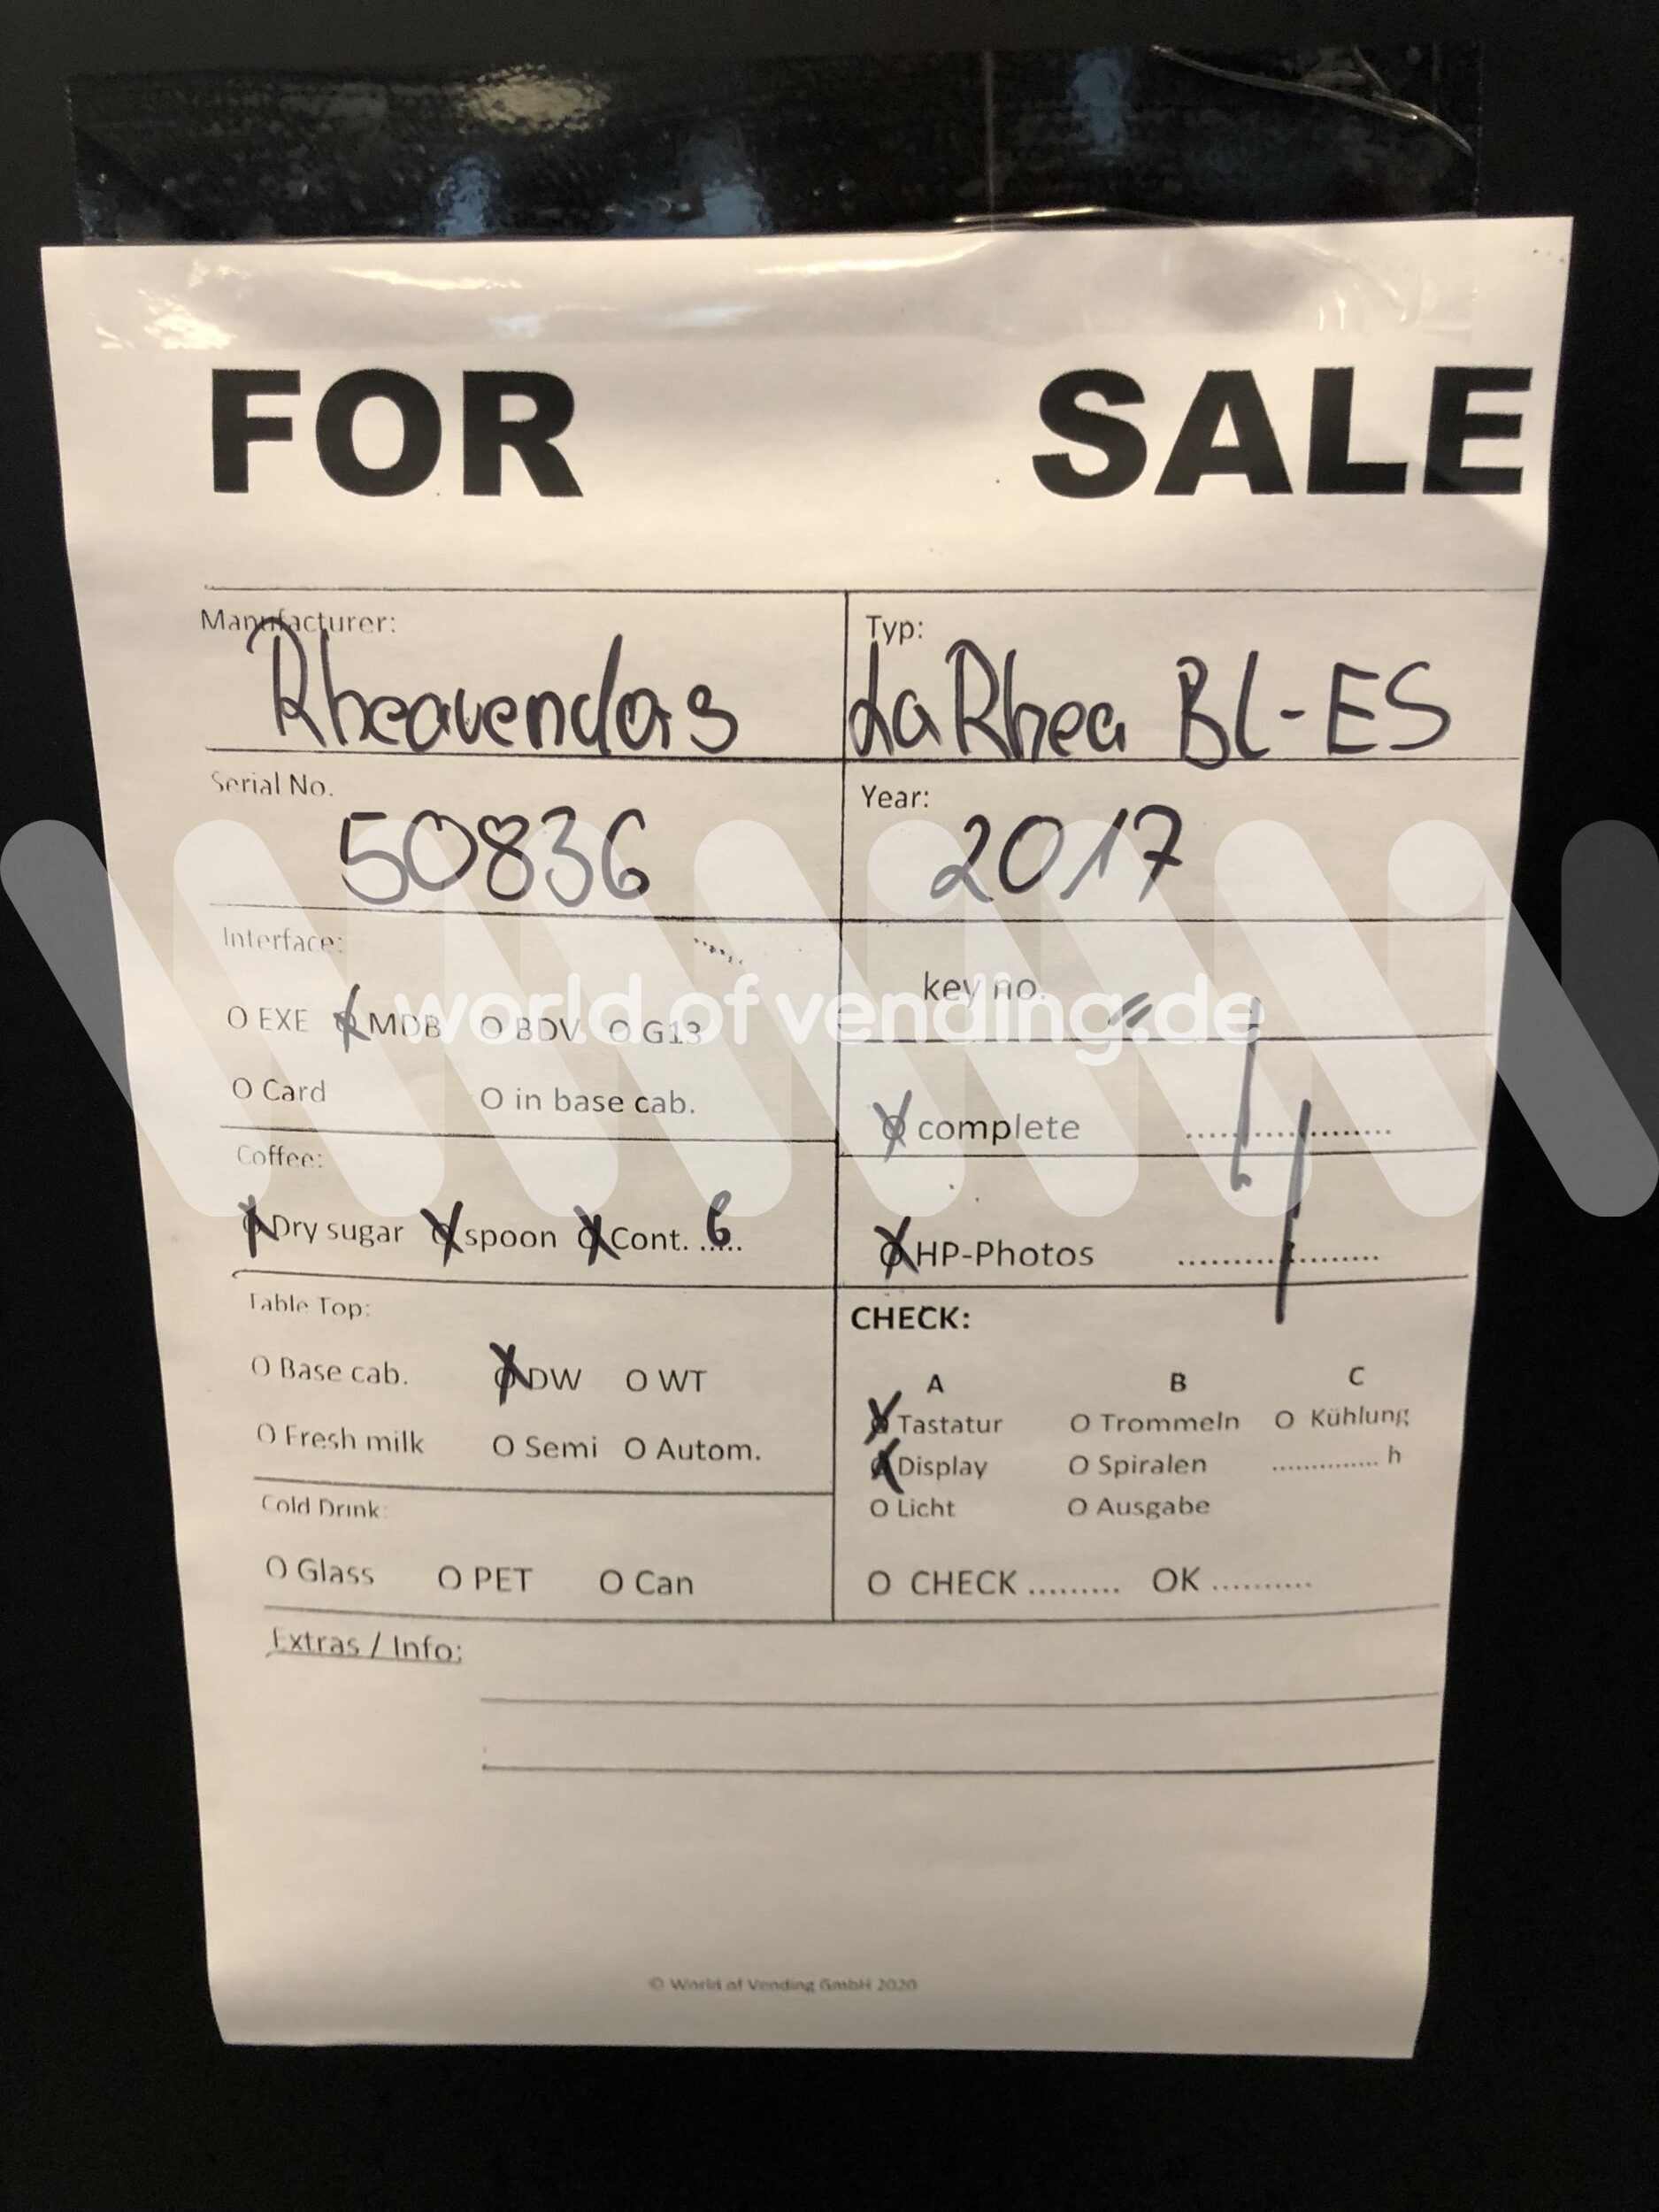 FOR SALE
Manufacturer: Typ:
Rheavendors LaRhea BL-ES
Serial No. Year:
50836 2017
Interface:
key no.
world of vending.de
O EXE O MDB O BDV O G13
O Card O in base cab.
O complete ....................
Coffee:
O Dry sugar O spoon O Cont. 6
O HP-Photos ....................
Table Top: CHECK:
O Base cab. O DW O WT
A B C
O Tastatur O Trommeln O Kühlung
O Fresh milk O Semi O Autom.
O Display O Spiralen .............. h
Cold Drink: O Licht O Ausgabe
O Glass O PET O Can O CHECK ......... OK ..........
Extras / Info:
© World of Vending GmbH 2020